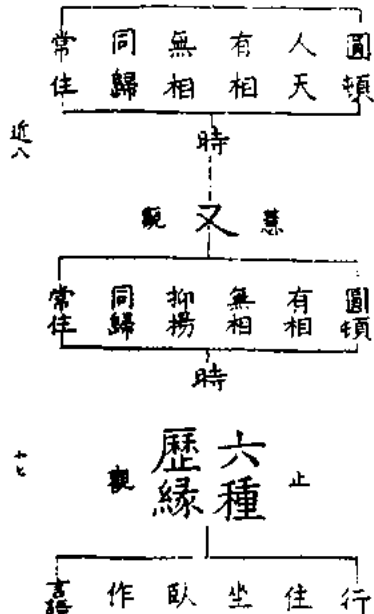 圓頓 人天 有相 無相 同歸 常住
時
近八
慧 又 觀
圓頓 有相 無相 抑揚 同歸 常住
時
止 六種歷緣 觀
十七
行 住 坐 臥 作 言語